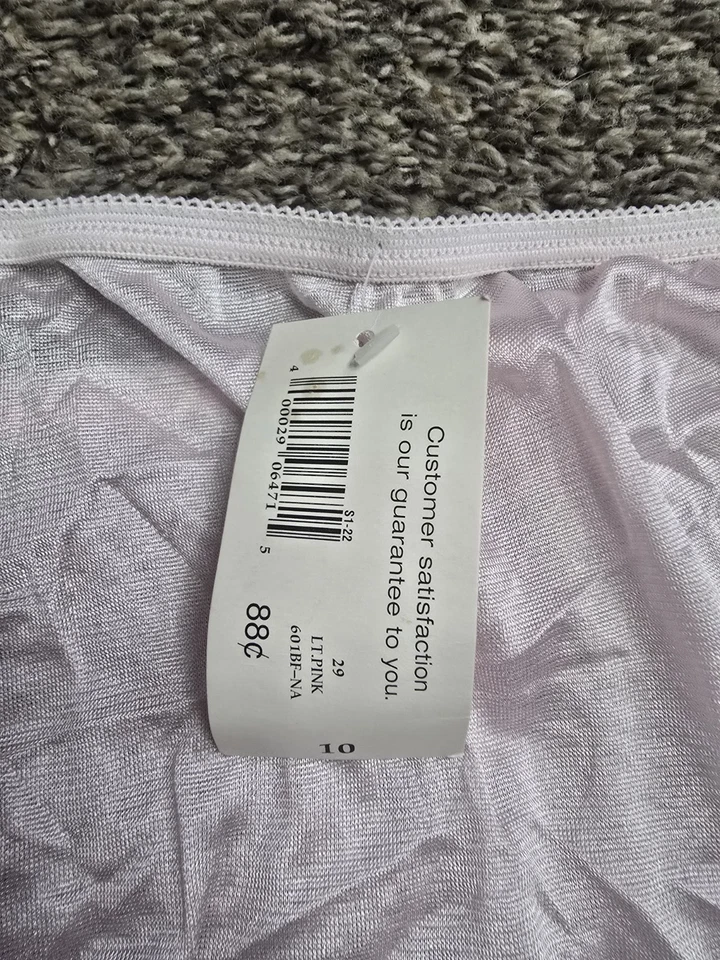 Customer satisfaction
is our guarantee to you.
S1-22
4 00029 06471 5
29
LT.PINK
601BF-NA
88¢
10